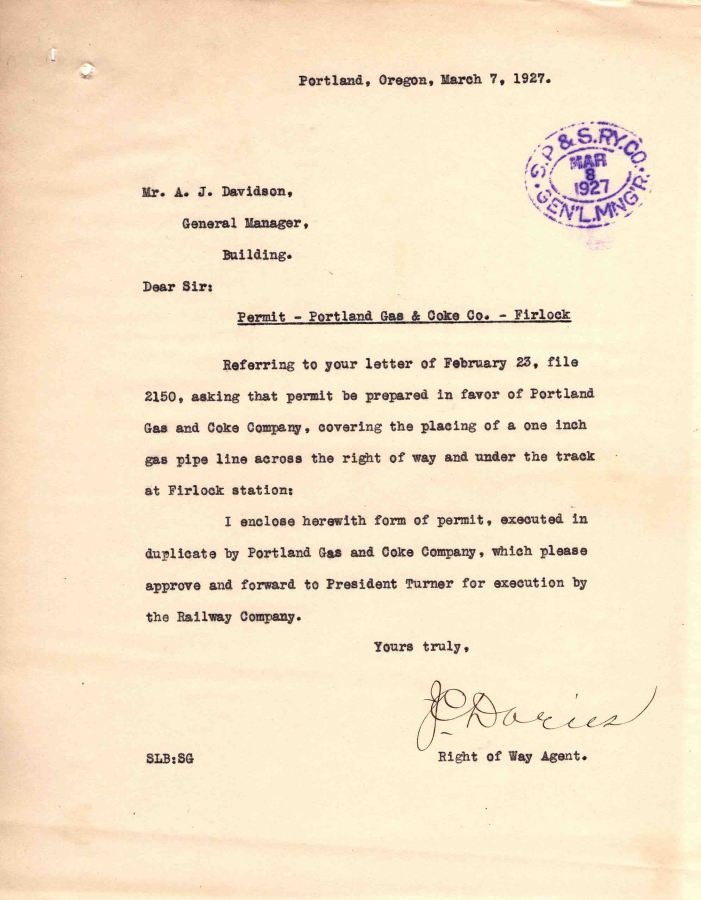 Portland, Oregon, March 7, 1927.
S.P & S.RY.CO.
MAR
8
1927
GEN'L.MNG'R.
Mr. A. J. Davidson,
General Manager,
Building.
Dear Sir:
Permit - Portland Gas & Coke Co. - Firlock
Referring to your letter of February 23, file
2150, asking that permit be prepared in favor of Portland
Gas and Coke Company, covering the placing of a one inch
gas pipe line across the right of way and under the track
at Firlock station:
I enclose herewith form of permit, executed in
duplicate by Portland Gas and Coke Company, which please
approve and forward to President Turner for execution by
the Railway Company.
Yours truly,
Right of Way Agent.
SLB:SG